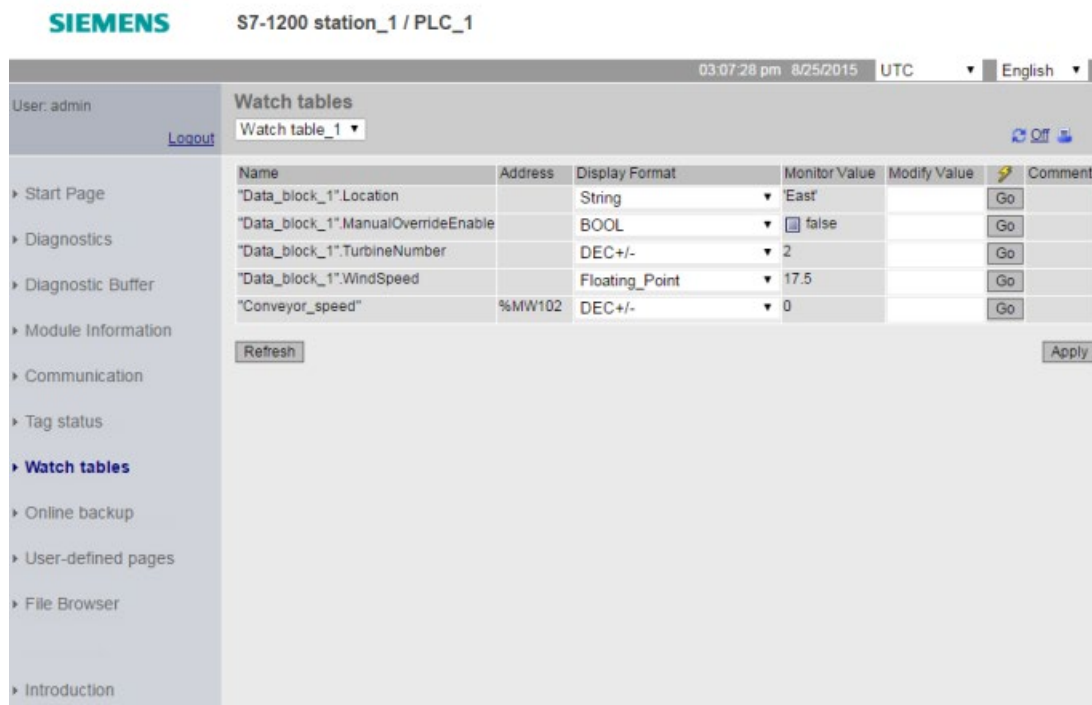 SIEMENS
S7-1200 station_1 / PLC_1
03:07:28 pm 8/25/2015 UTC English
User: admin
Logout
Watch tables
Watch table_1
Off
Name Address Display Format Monitor Value Modify Value Comment
"Data_block_1".Location String 'East' Go
"Data_block_1".ManualOverrideEnable BOOL false Go
"Data_block_1".TurbineNumber DEC+/- 2 Go
"Data_block_1".WindSpeed Floating_Point 17.5 Go
"Conveyor_speed" %MW102 DEC+/- 0 Go
Refresh Apply
Start Page
Diagnostics
Diagnostic Buffer
Module Information
Communication
Tag status
Watch tables
Online backup
User-defined pages
File Browser
Introduction